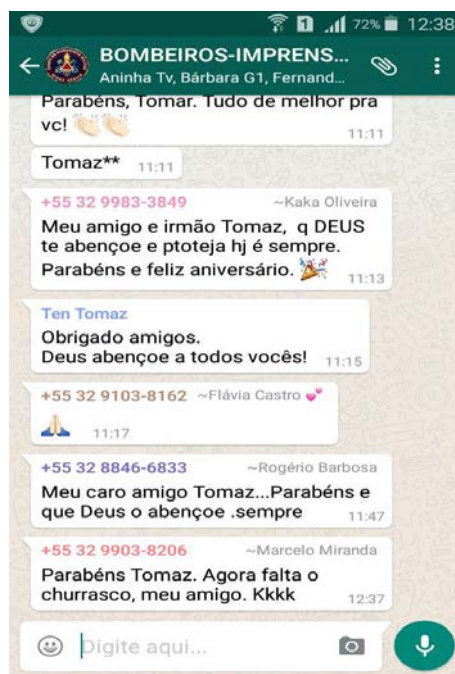 72% 12:38
BOMBEIROS-IMPRENS...
Aninha Tv, Bárbara G1, Fernand...
Parabéns, Tomar. Tudo de melhor pra
vc! 👏🏻👏🏻
11:11
Tomaz** 11:11
+55 32 9983-3849 ~Kaka Oliveira
Meu amigo e irmão Tomaz, q DEUS
te abençoe e ptoteja hj é sempre.
Parabéns e feliz aniversário. 🎉
11:13
Ten Tomaz
Obrigado amigos.
Deus abençoe a todos vocês! 11:15
+55 32 9103-8162 ~Flávia Castro 💕
🙏🏻 11:17
+55 32 8846-6833 ~Rogério Barbosa
Meu caro amigo Tomaz...Parabéns e
que Deus o abençoe .sempre 11:47
+55 32 9903-8206 ~Marcelo Miranda
Parabéns Tomaz. Agora falta o
churrasco, meu amigo. Kkkk 12:37
Digite aqui...